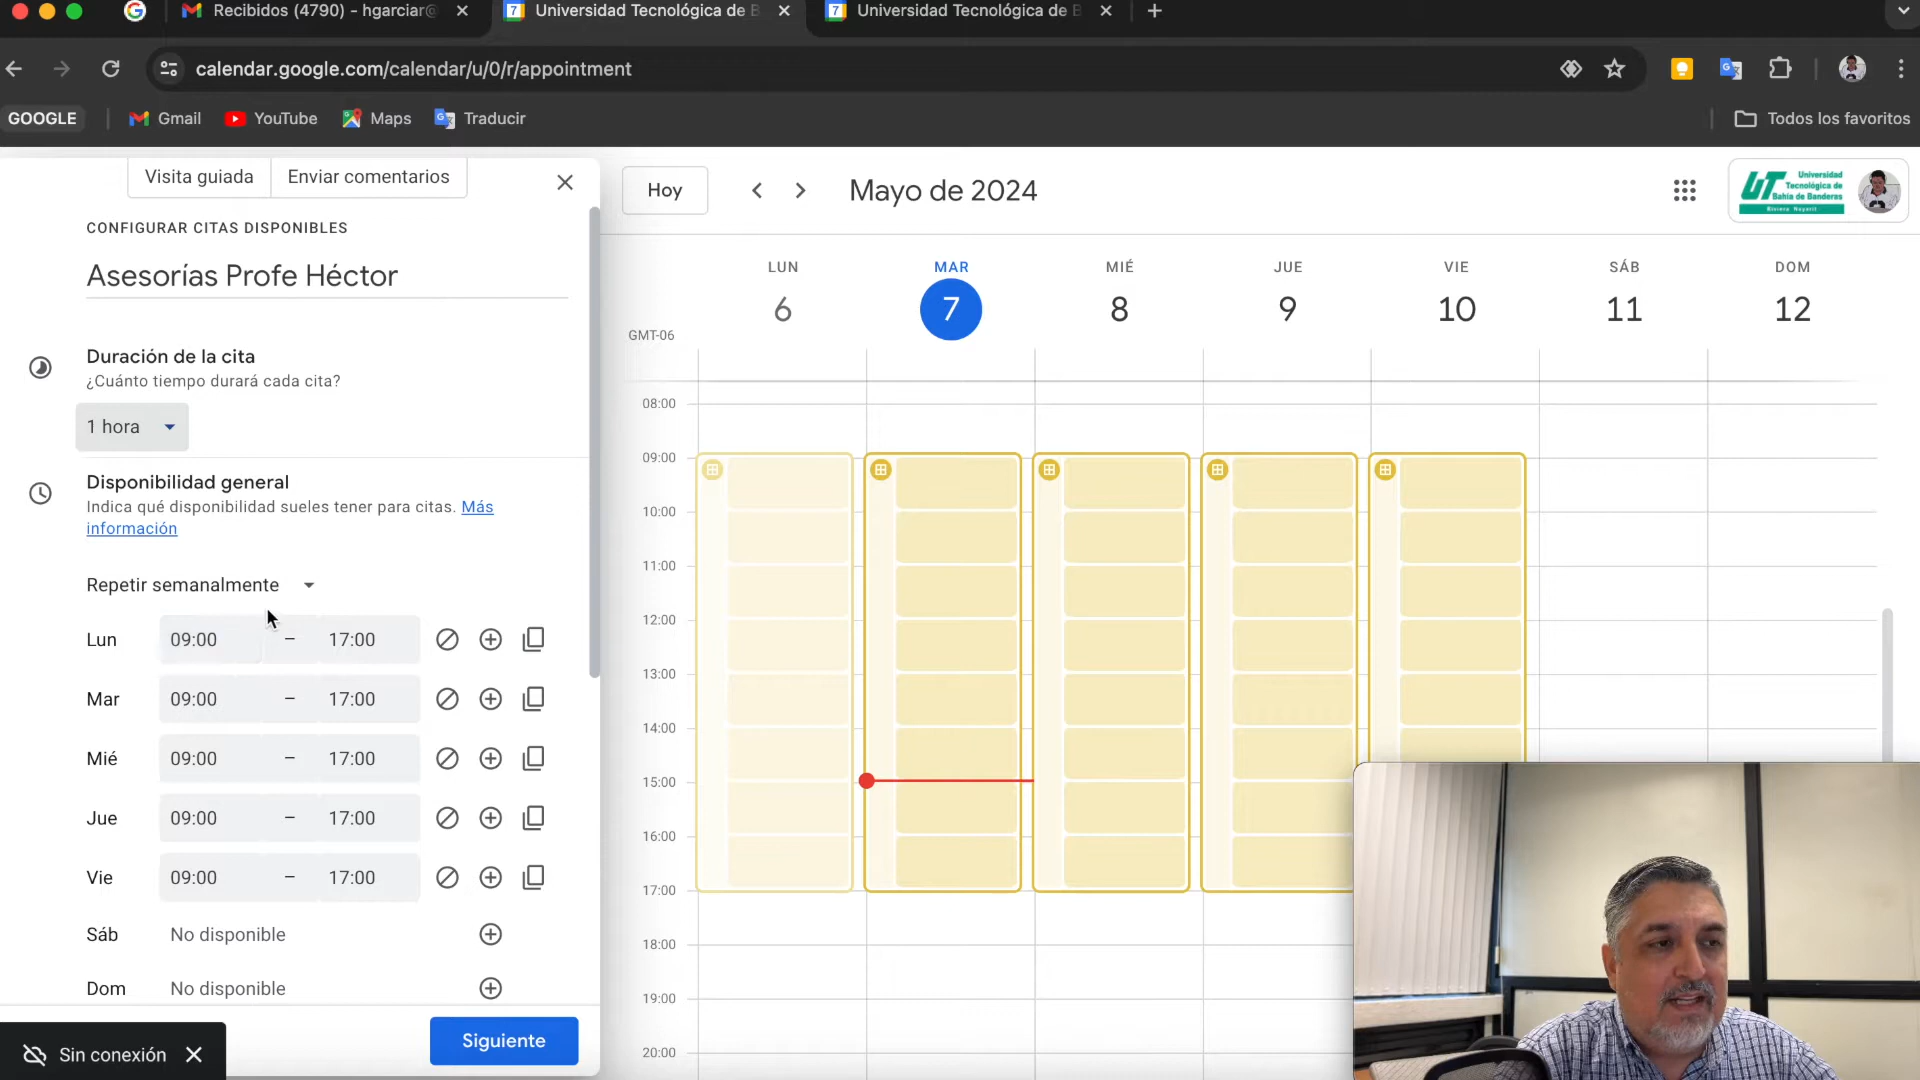 Recibidos (4790) - hgarciar@
Universidad Tecnológica de B
Universidad Tecnológica de B
calendar.google.com/calendar/u/0/r/appointment
GOOGLE
Gmail
YouTube
Maps
Traducir
Todos los favoritos
Visita guiada
Enviar comentarios
CONFIGURAR CITAS DISPONIBLES
Asesorías Profe Héctor
Duración de la cita
¿Cuánto tiempo durará cada cita?
1 hora
Disponibilidad general
Indica qué disponibilidad sueles tener para citas. Más
información
Repetir semanalmente
Lun 09:00 – 17:00
Mar 09:00 – 17:00
Mié 09:00 – 17:00
Jue 09:00 – 17:00
Vie 09:00 – 17:00
Sáb No disponible
Dom No disponible
Siguiente
Sin conexión
Hoy
Mayo de 2024
UT
Universidad
Tecnológica de
Bahía de Banderas
Riviera Nayarit
LUN MAR MIÉ JUE VIE SÁB DOM
6 7 8 9 10 11 12
GMT-06
08:00
09:00
10:00
11:00
12:00
13:00
14:00
15:00
16:00
17:00
18:00
19:00
20:00